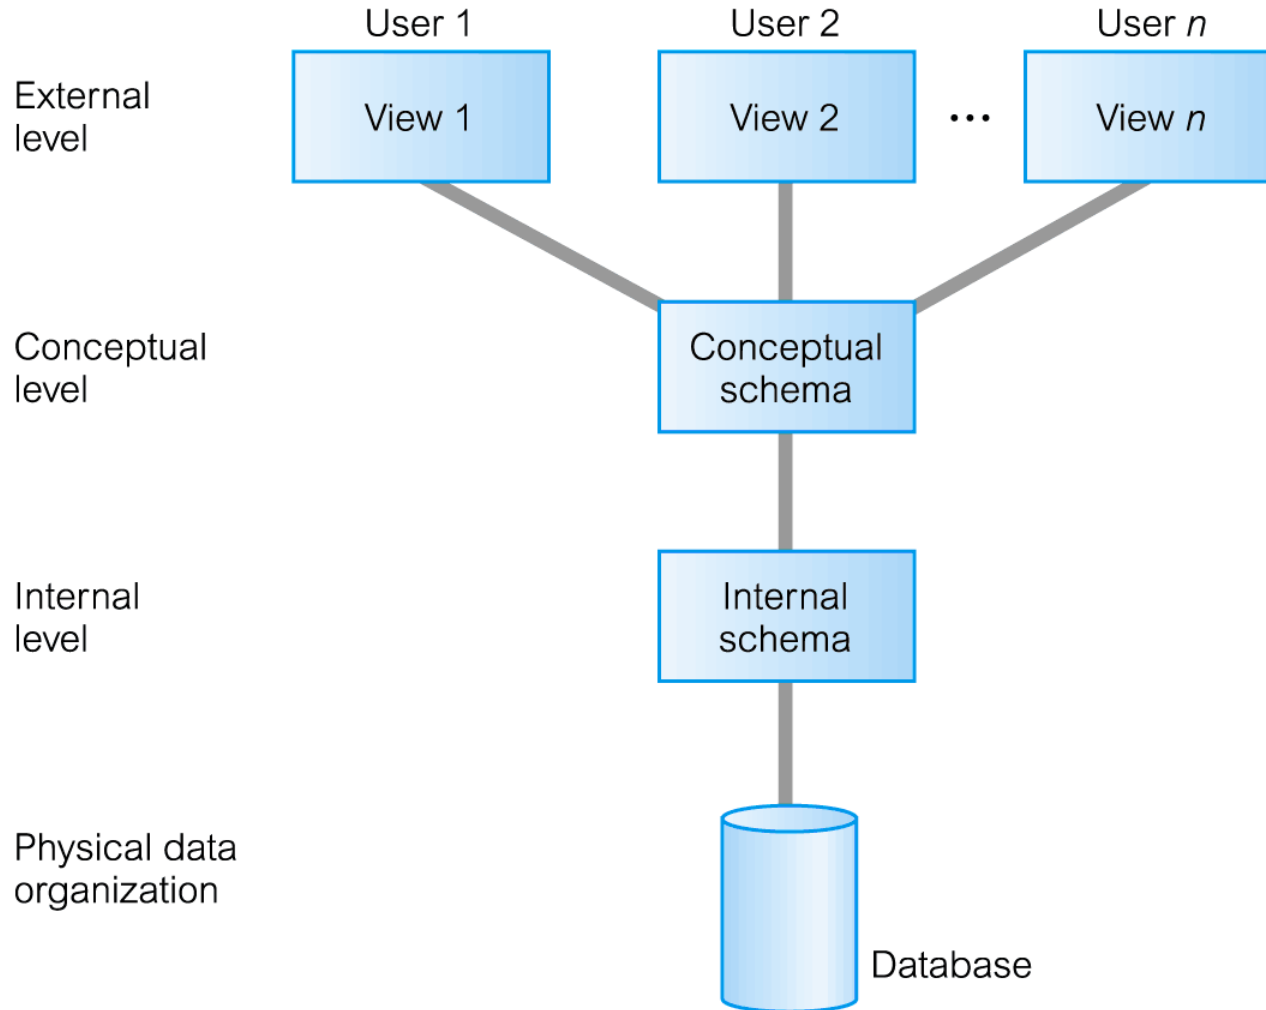 User 1
User 2
User n
External
level
View 1
View 2
...
View n
Conceptual
level
Conceptual
schema
Internal
level
Internal
schema
Physical data
organization
Database